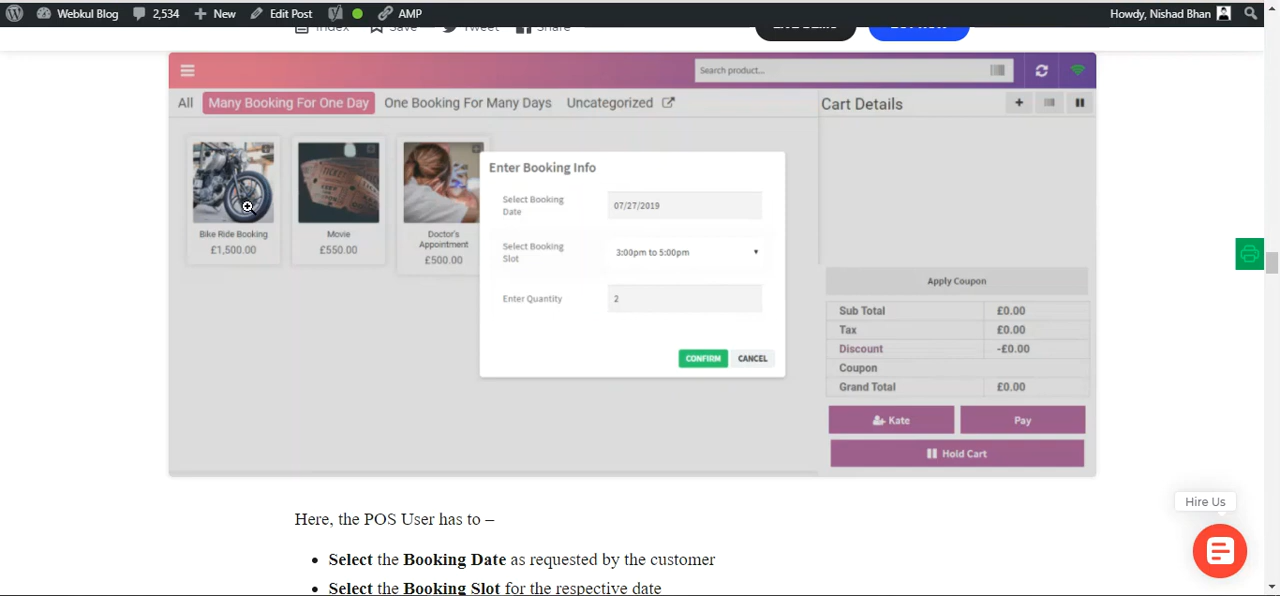 Webkul Blog 2,534 New Edit Post AMP Howdy, Nishad Bhan
Index Save Tweet Share
Search product...
All Many Booking For One Day One Booking For Many Days Uncategorized Cart Details
Enter Booking Info
Select Booking
Date
07/27/2019
Select Booking
Slot
3:00pm to 5:00pm
Enter Quantity
2
CONFIRM CANCEL
Bike Ride Booking
£1,500.00
Movie
£550.00
Doctor's
Appointment
£500.00
Apply Coupon
Sub Total £0.00
Tax £0.00
Discount -£0.00
Coupon
Grand Total £0.00
Kate Pay
Hold Cart
Hire Us
Here, the POS User has to –
• Select the Booking Date as requested by the customer
• Select the Booking Slot for the respective date